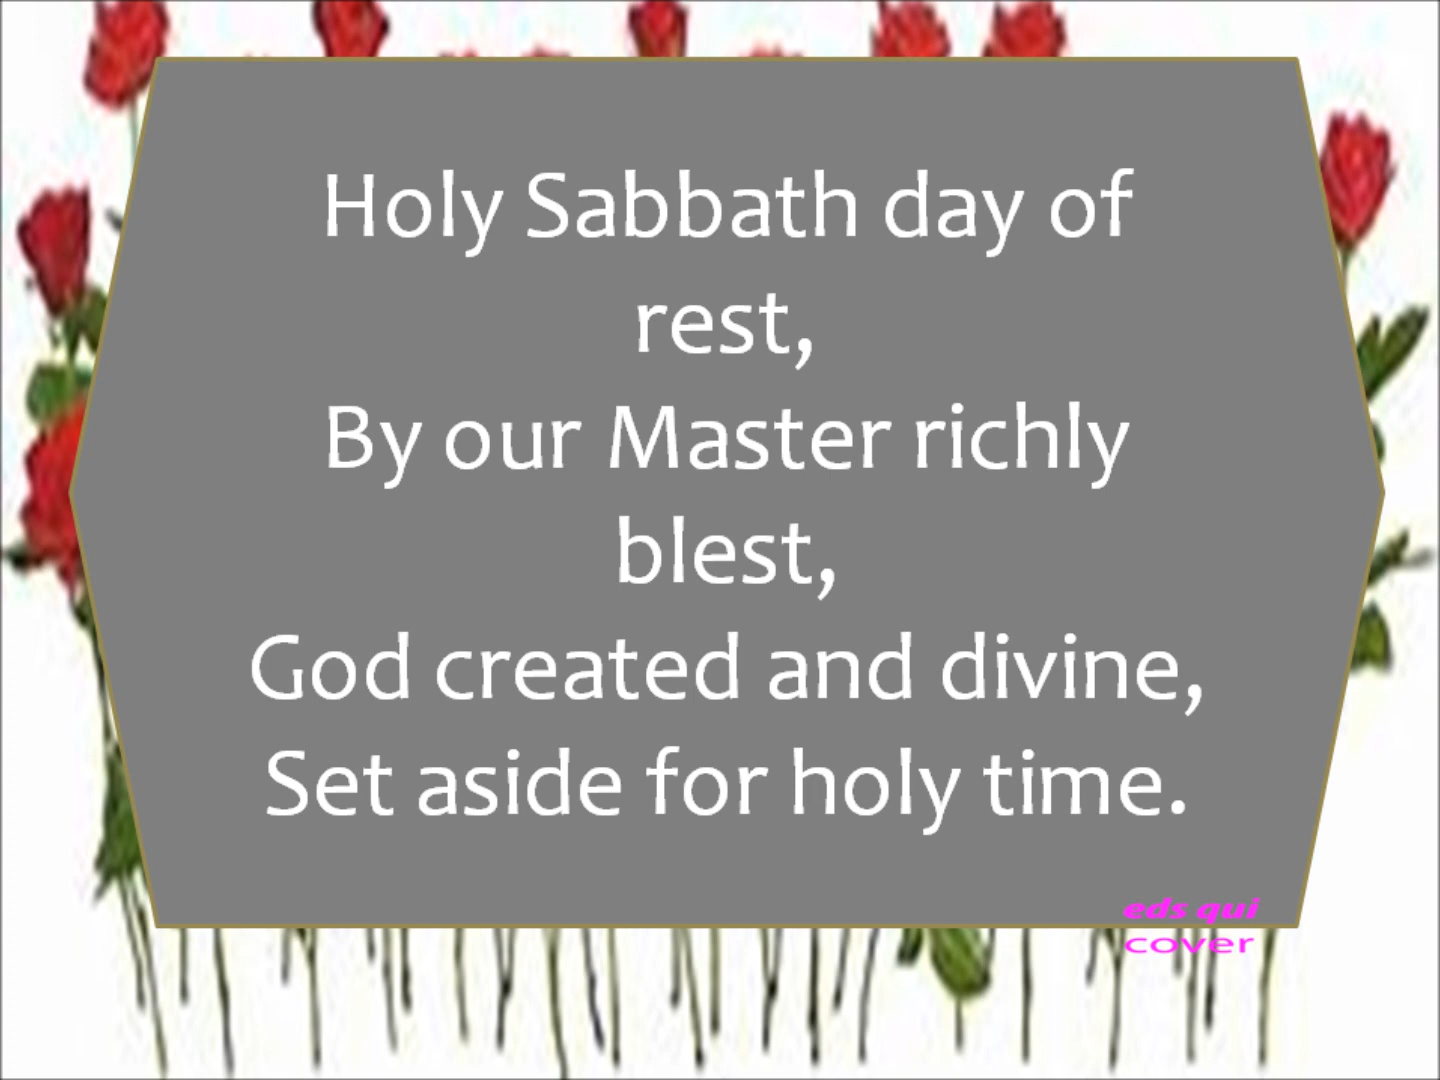 Holy Sabbath day of
rest,
By our Master richly
blest,
God created and divine,
Set aside for holy time.
eds qui
cover